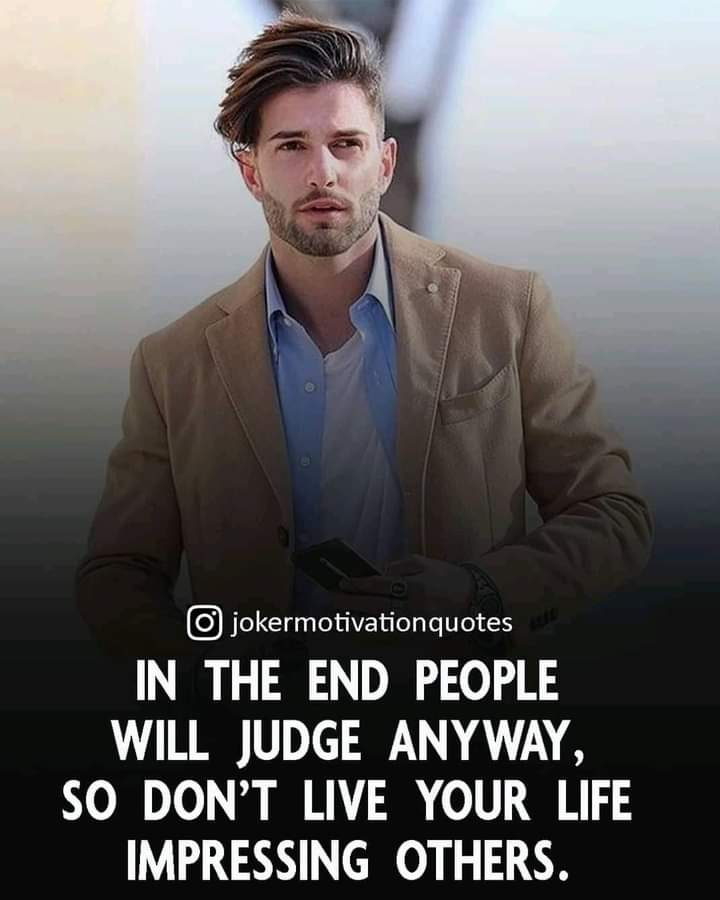 jokermotivationquotes
IN THE END PEOPLE
WILL JUDGE ANYWAY,
SO DON'T LIVE YOUR LIFE
IMPRESSING OTHERS.